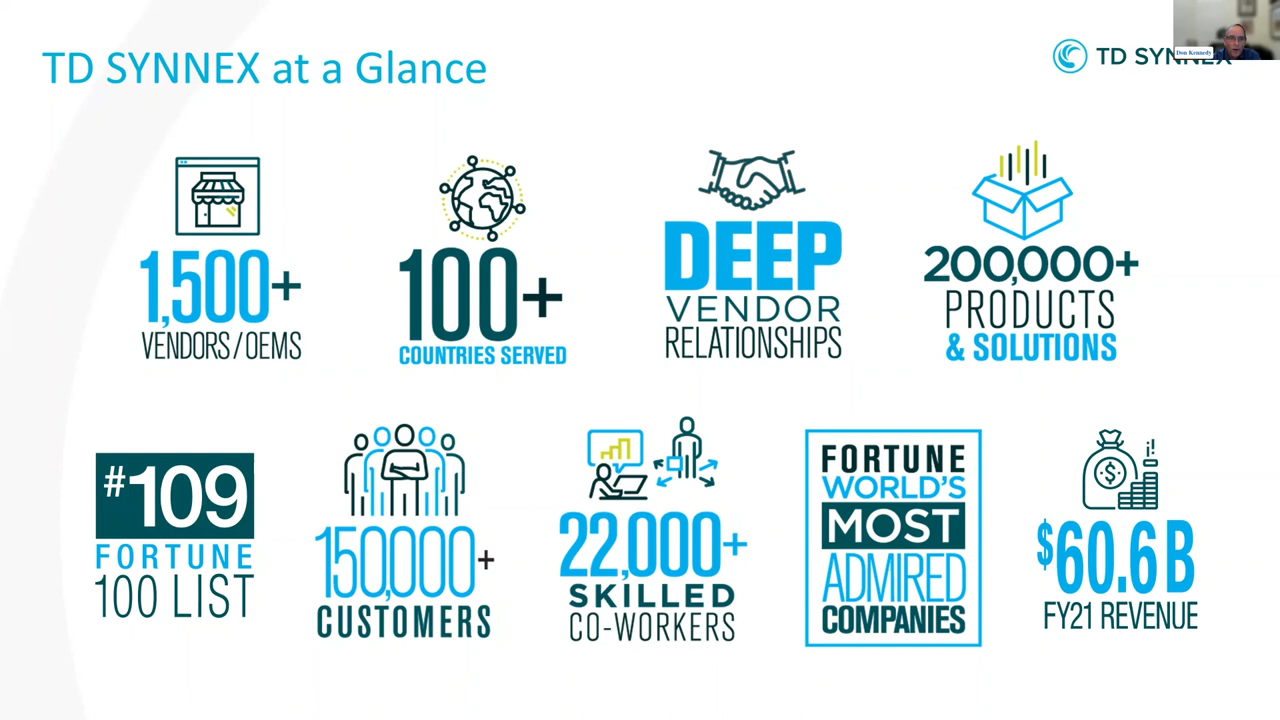 TD SYNNEX at a Glance
TD SYNNEX
Don Kennedy
1,500+
VENDORS/OEMS
100+
COUNTRIES SERVED
DEEP
VENDOR
RELATIONSHIPS
200,000+
PRODUCTS
& SOLUTIONS
#109
FORTUNE
100 LIST
150,000+
CUSTOMERS
22,000+
SKILLED
CO-WORKERS
FORTUNE
WORLD'S
MOST
ADMIRED
COMPANIES
$60.6B
FY21 REVENUE